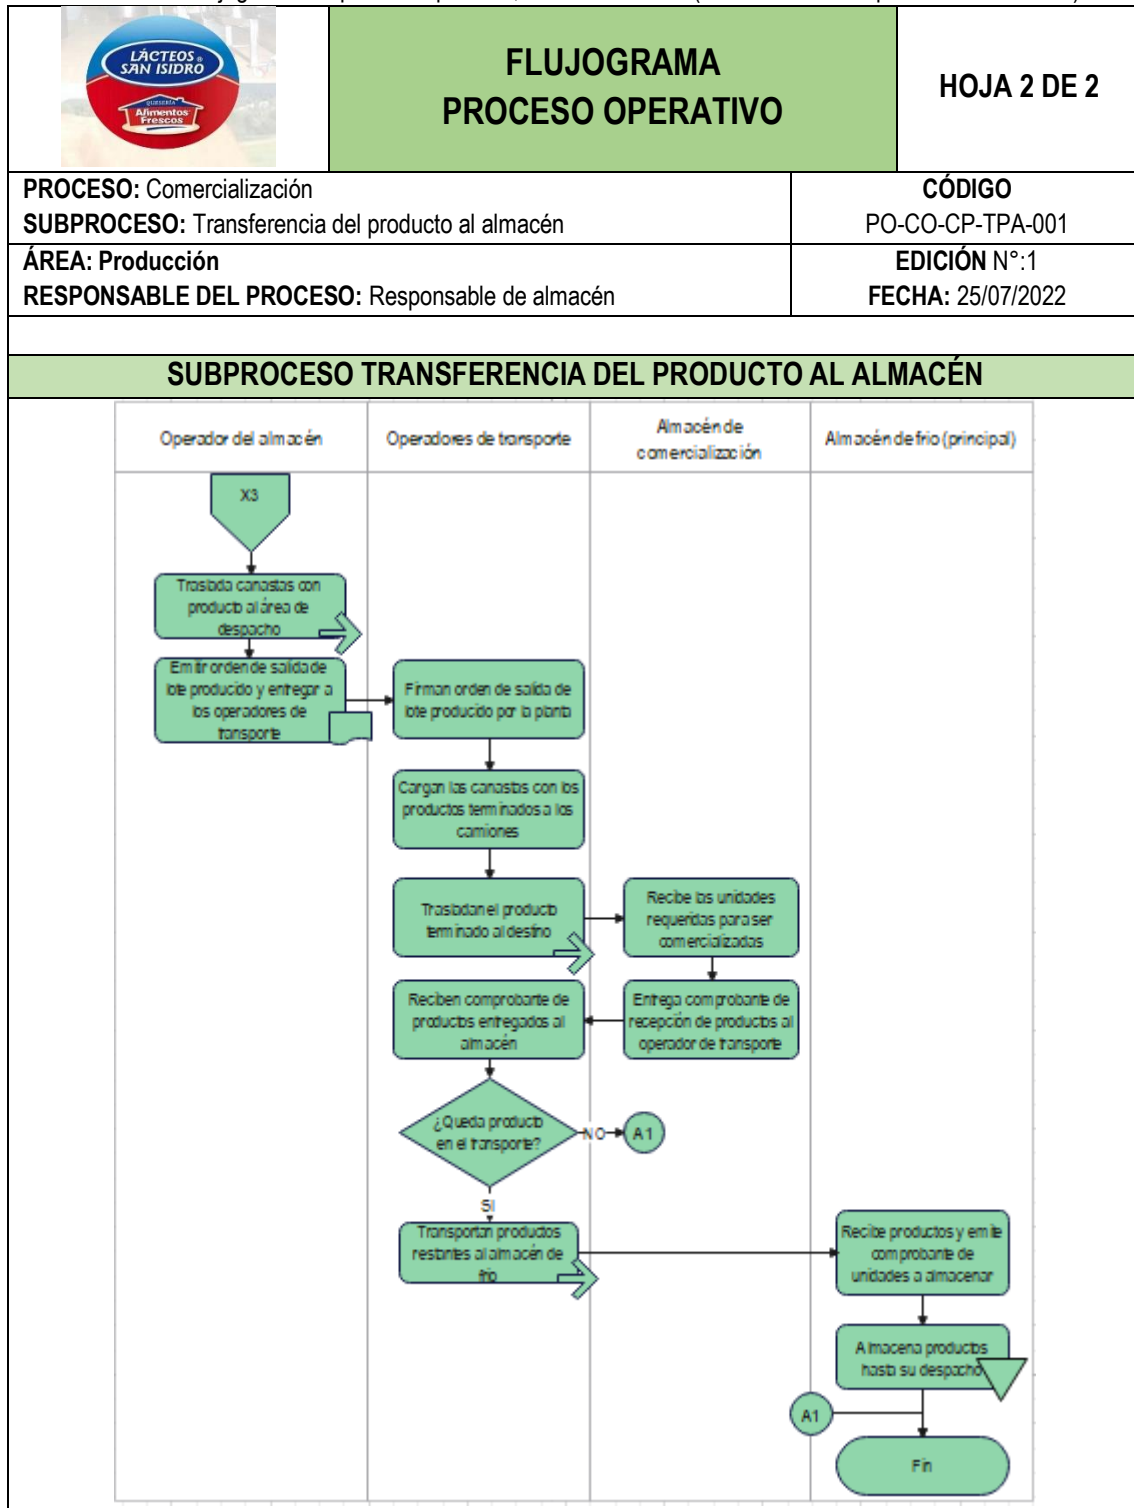 LÁCTEOS
SAN ISIDRO
QUESERÍA
Alimentos
Frescos
FLUJOGRAMA
PROCESO OPERATIVO
HOJA 2 DE 2
PROCESO: Comercialización
SUBPROCESO: Transferencia del producto al almacén
CÓDIGO
PO-CO-CP-TPA-001
ÁREA: Producción
RESPONSABLE DEL PROCESO: Responsable de almacén
EDICIÓN N°:1
FECHA: 25/07/2022
SUBPROCESO TRANSFERENCIA DEL PRODUCTO AL ALMACÉN
Operador del almacén
Operadores de transporte
Almacén de
comercialización
Almacén de frio (principal)
X3
Traslada canastas con
producto al área de
despacho
Emitir orden de salida de
lote producido y entregar a
los operadores de
transporte
Firman orden de salida de
lote producido por la planta
Cargan las canastas con los
productos terminados a los
camiones
Trasladan el producto
terminado al destino
Recibe las unidades
requeridas para ser
comercializadas
Reciben comprobante de
productos entregados al
almacén
Entrega comprobante de
recepción de productos al
operador de transporte
¿Queda producto
en el transporte?
NO
A1
SI
Transportan productos
restantes al almacén de
frio
Recibe productos y emite
comprobante de
unidades a almacenar
Almacena productos
hasta su despacho
A1
Fin